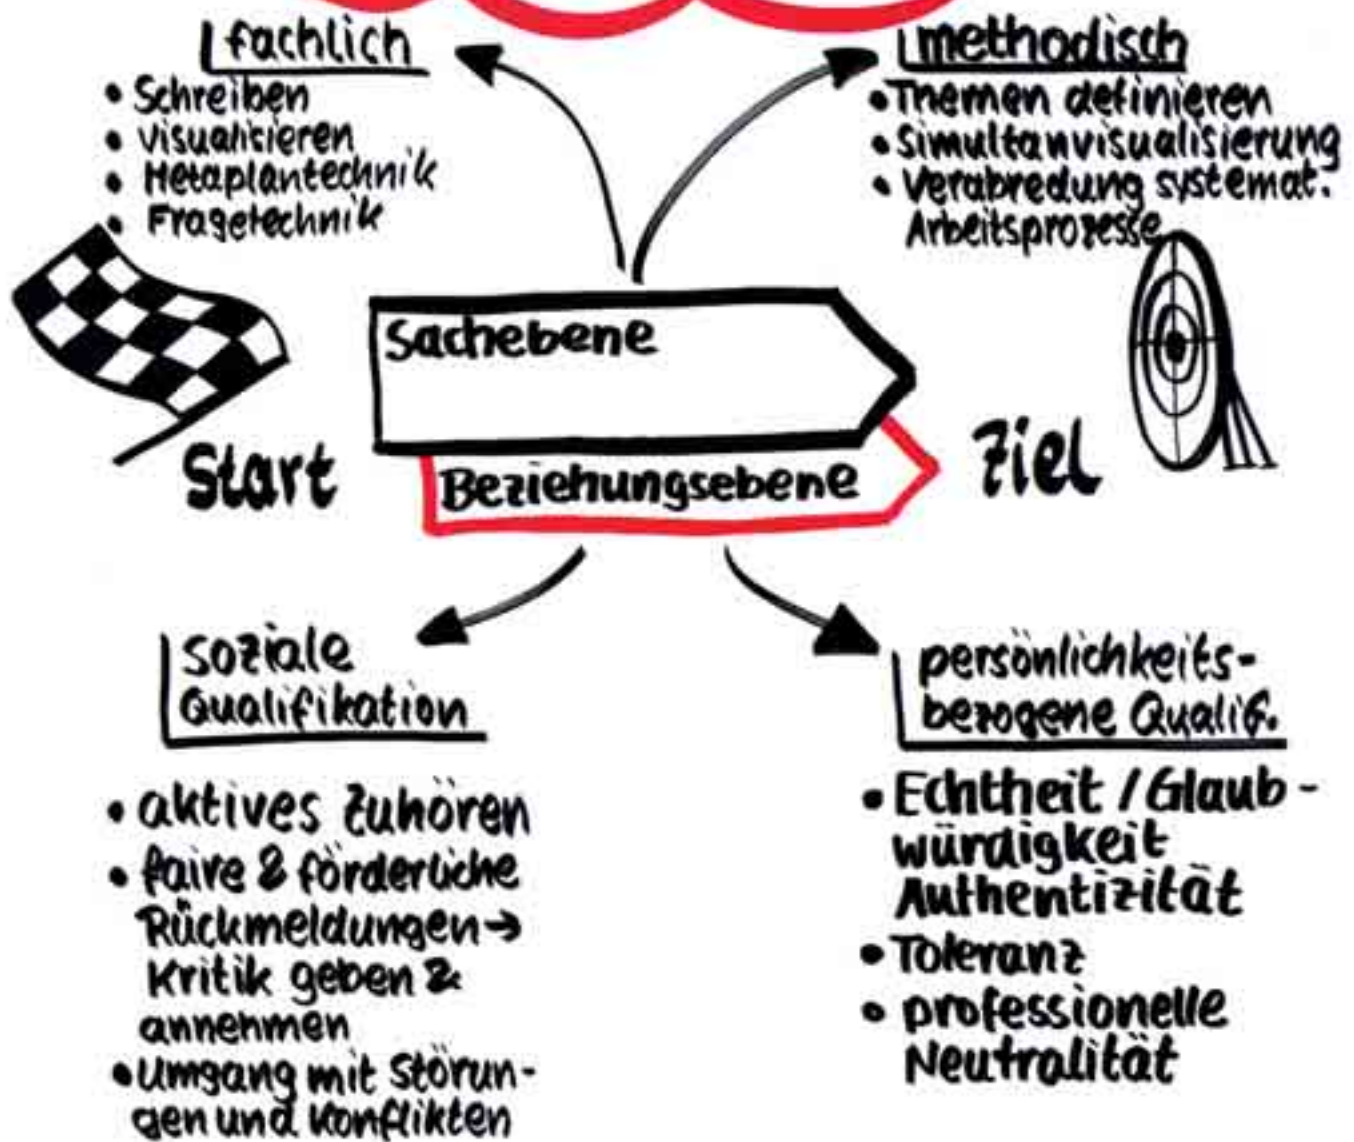 fachlich
• Schreiben
• Visualisieren
• Metaplantechnik
• Fragetechnik
methodisch
• Themen definieren
• Simultanvisualisierung
• Verabredung systemat.
Arbeitsprozesse
Sachebene
Start
Beziehungsebene
Ziel
soziale
Qualifikation
• aktives Zuhören
• faire & förderliche
Rückmeldungen →
Kritik geben &
annehmen
• Umgang mit Störun-
gen und Konflikten
persönlichkeits-
bezogene Qualif.
• Echtheit / Glaub-
würdigkeit
Authentizität
• Toleranz
• professionelle
Neutralität